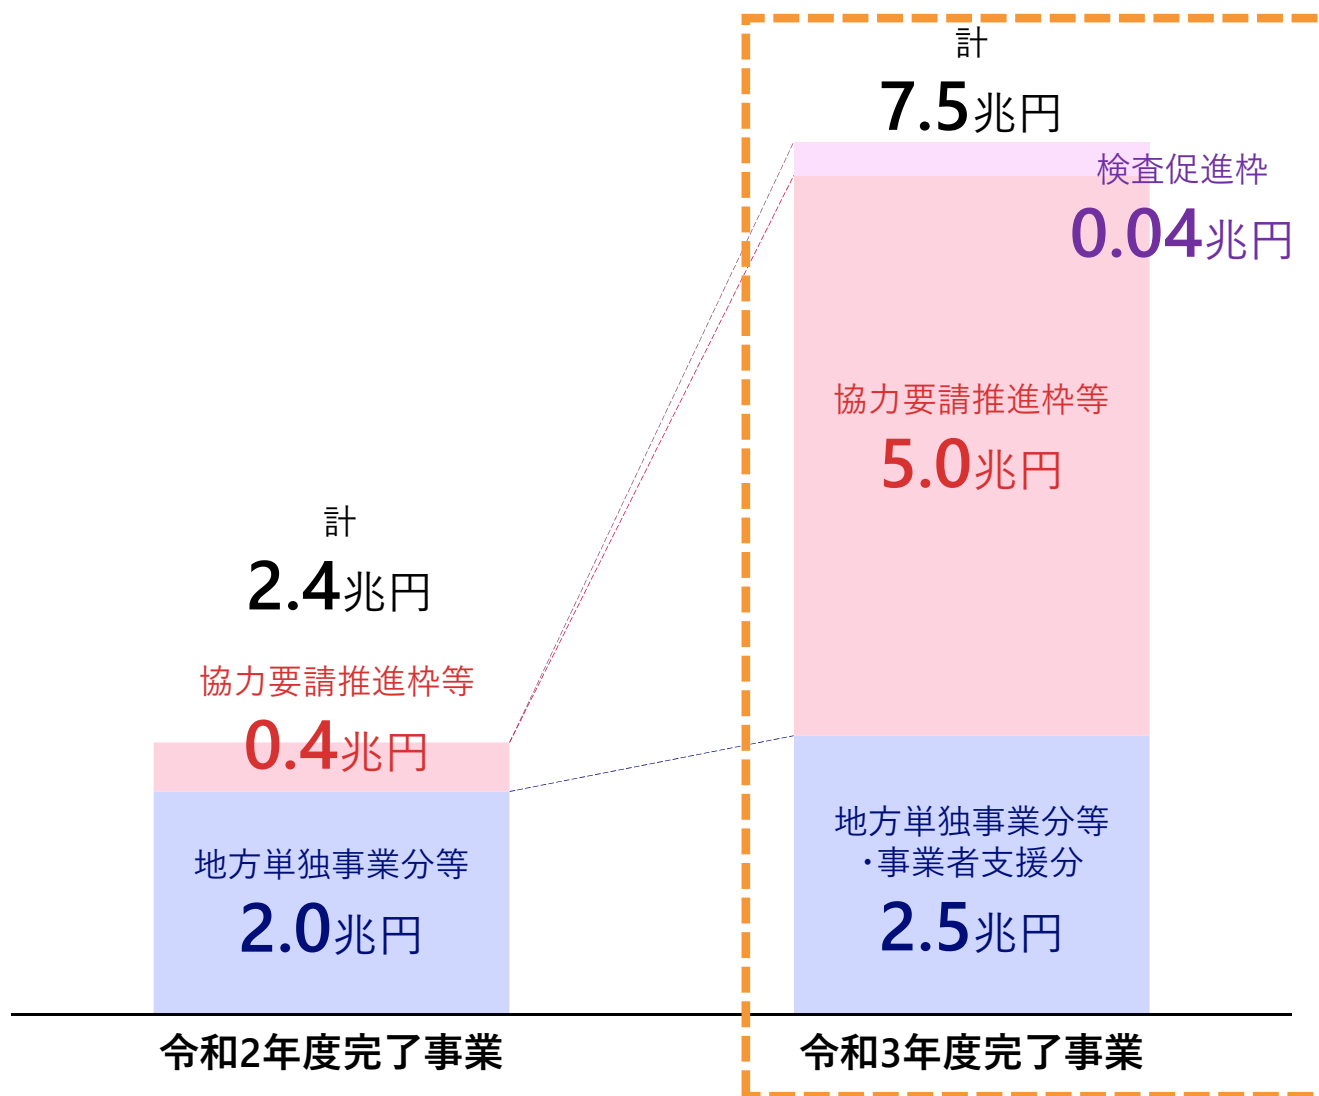 計
2.4兆円
協力要請推進枠等
0.4兆円
地方単独事業分等
2.0兆円
令和2年度完了事業
計
7.5兆円
検査促進枠
0.04兆円
協力要請推進枠等
5.0兆円
地方単独事業分等
・事業者支援分
2.5兆円
令和3年度完了事業